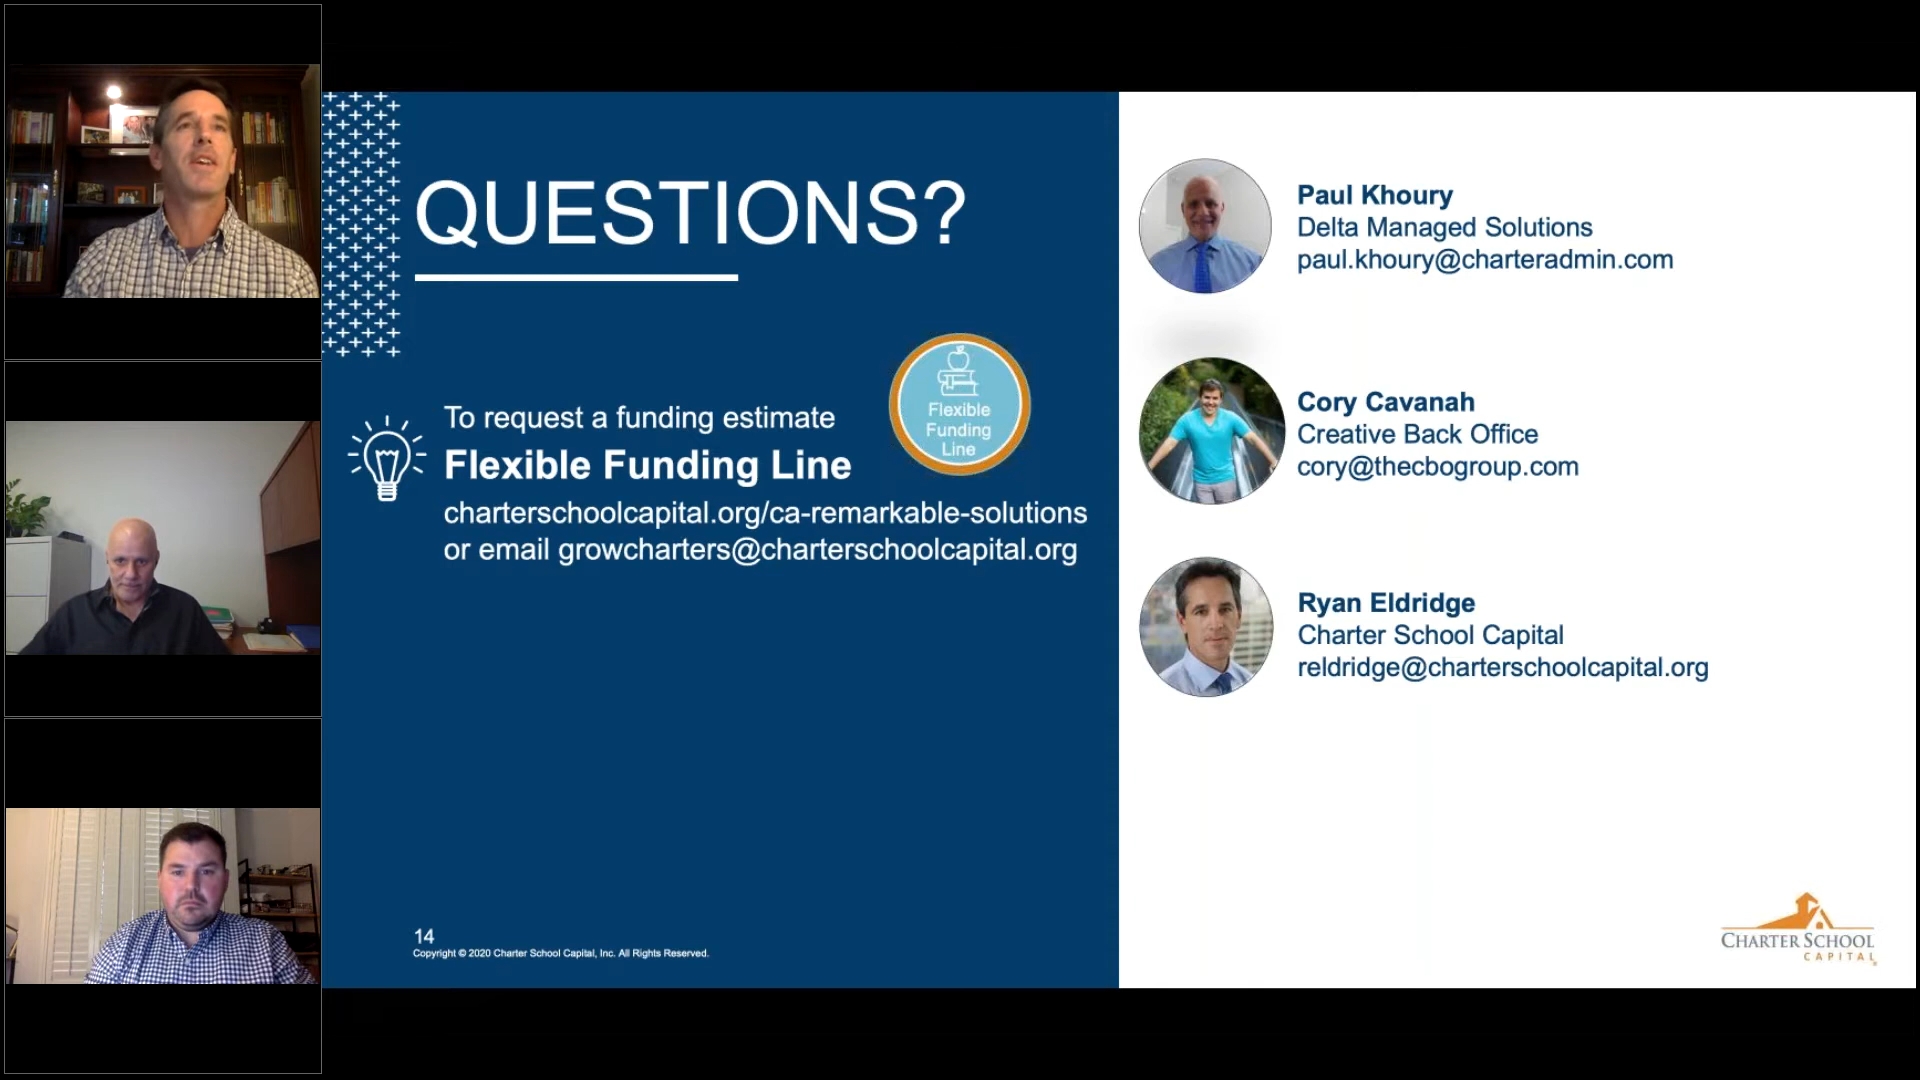 QUESTIONS?
To request a funding estimate
Flexible Funding Line
charterschoolcapital.org/ca-remarkable-solutions
or email growcharters@charterschoolcapital.org
Flexible
Funding
Line
14
Copyright © 2020 Charter School Capital, Inc. All Rights Reserved.
Paul Khoury
Delta Managed Solutions
paul.khoury@charteradmin.com
Cory Cavanah
Creative Back Office
cory@thecbogroup.com
Ryan Eldridge
Charter School Capital
reldridge@charterschoolcapital.org
CHARTER SCHOOL
CAPITAL